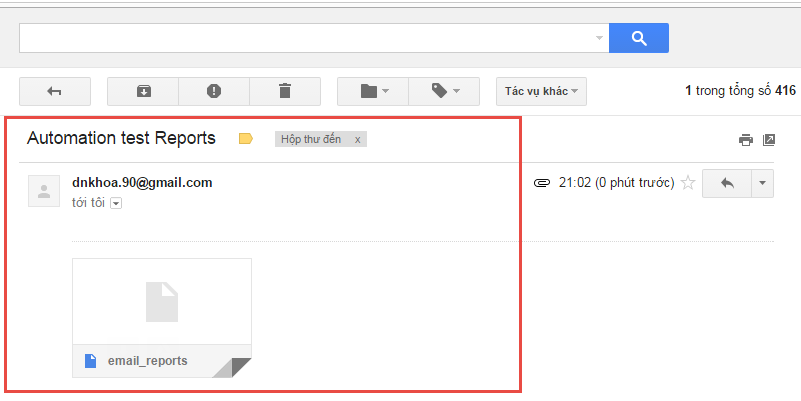 Tác vụ khác
1 trong tổng số 416
Automation test Reports
Hộp thư đến x
dnkhoa.90@gmail.com
21:02 (0 phút trước)
tới tôi
email_reports